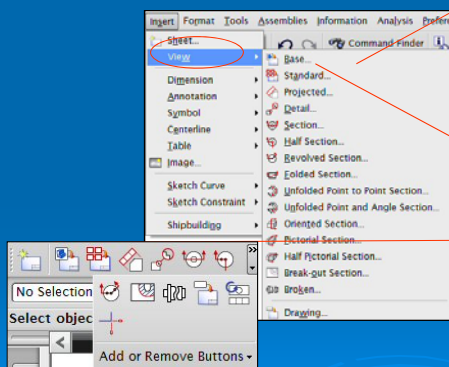 Insert Format Tools Assemblies Information Analysis Prefere
Sheet...
Command Finder
View
Base...
Standard...
Dimension
Projected...
Annotation
Detail...
Symbol
Section...
Centerline
Half Section...
Table
Revolved Section...
Image...
Folded Section...
Sketch Curve
Unfolded Point to Point Section...
Sketch Constraint
Unfolded Point and Angle Section...
Shipbuilding
Oriented Section...
Pictorial Section...
Half Pictorial Section...
Break-out Section...
Broken...
Drawing...
No Selection
Select objec
Add or Remove Buttons